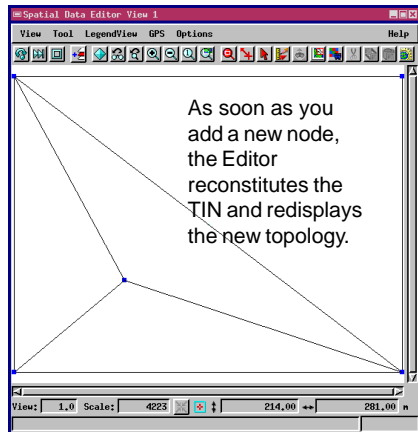 Spatial Data Editor View 1
View Tool LegendView GPS Options Help
As soon as you
add a new node,
the Editor
reconstitutes the
TIN and redisplays
the new topology.
View: 1.0 Scale: 4223 214.00 281.00 m